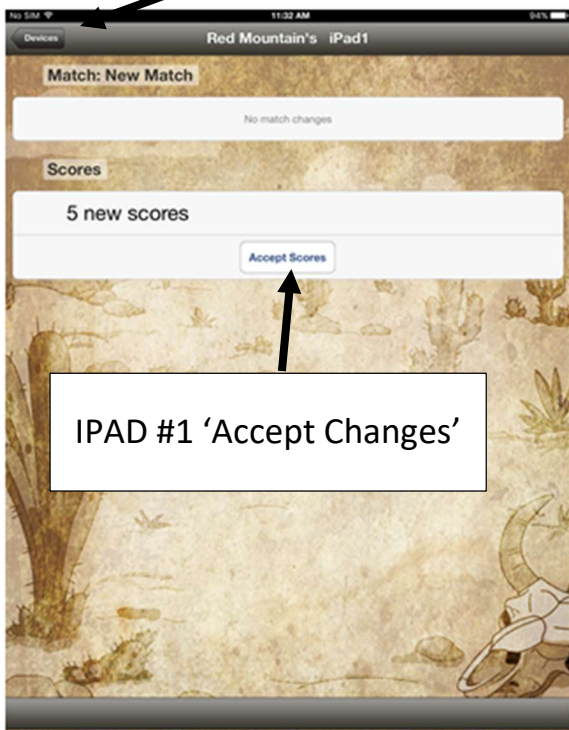 No SIM 11:32 AM 94%
Devices Red Mountain's iPad1
Match: New Match
No match changes
Scores
5 new scores
Accept Scores
IPAD #1 ‘Accept Changes’